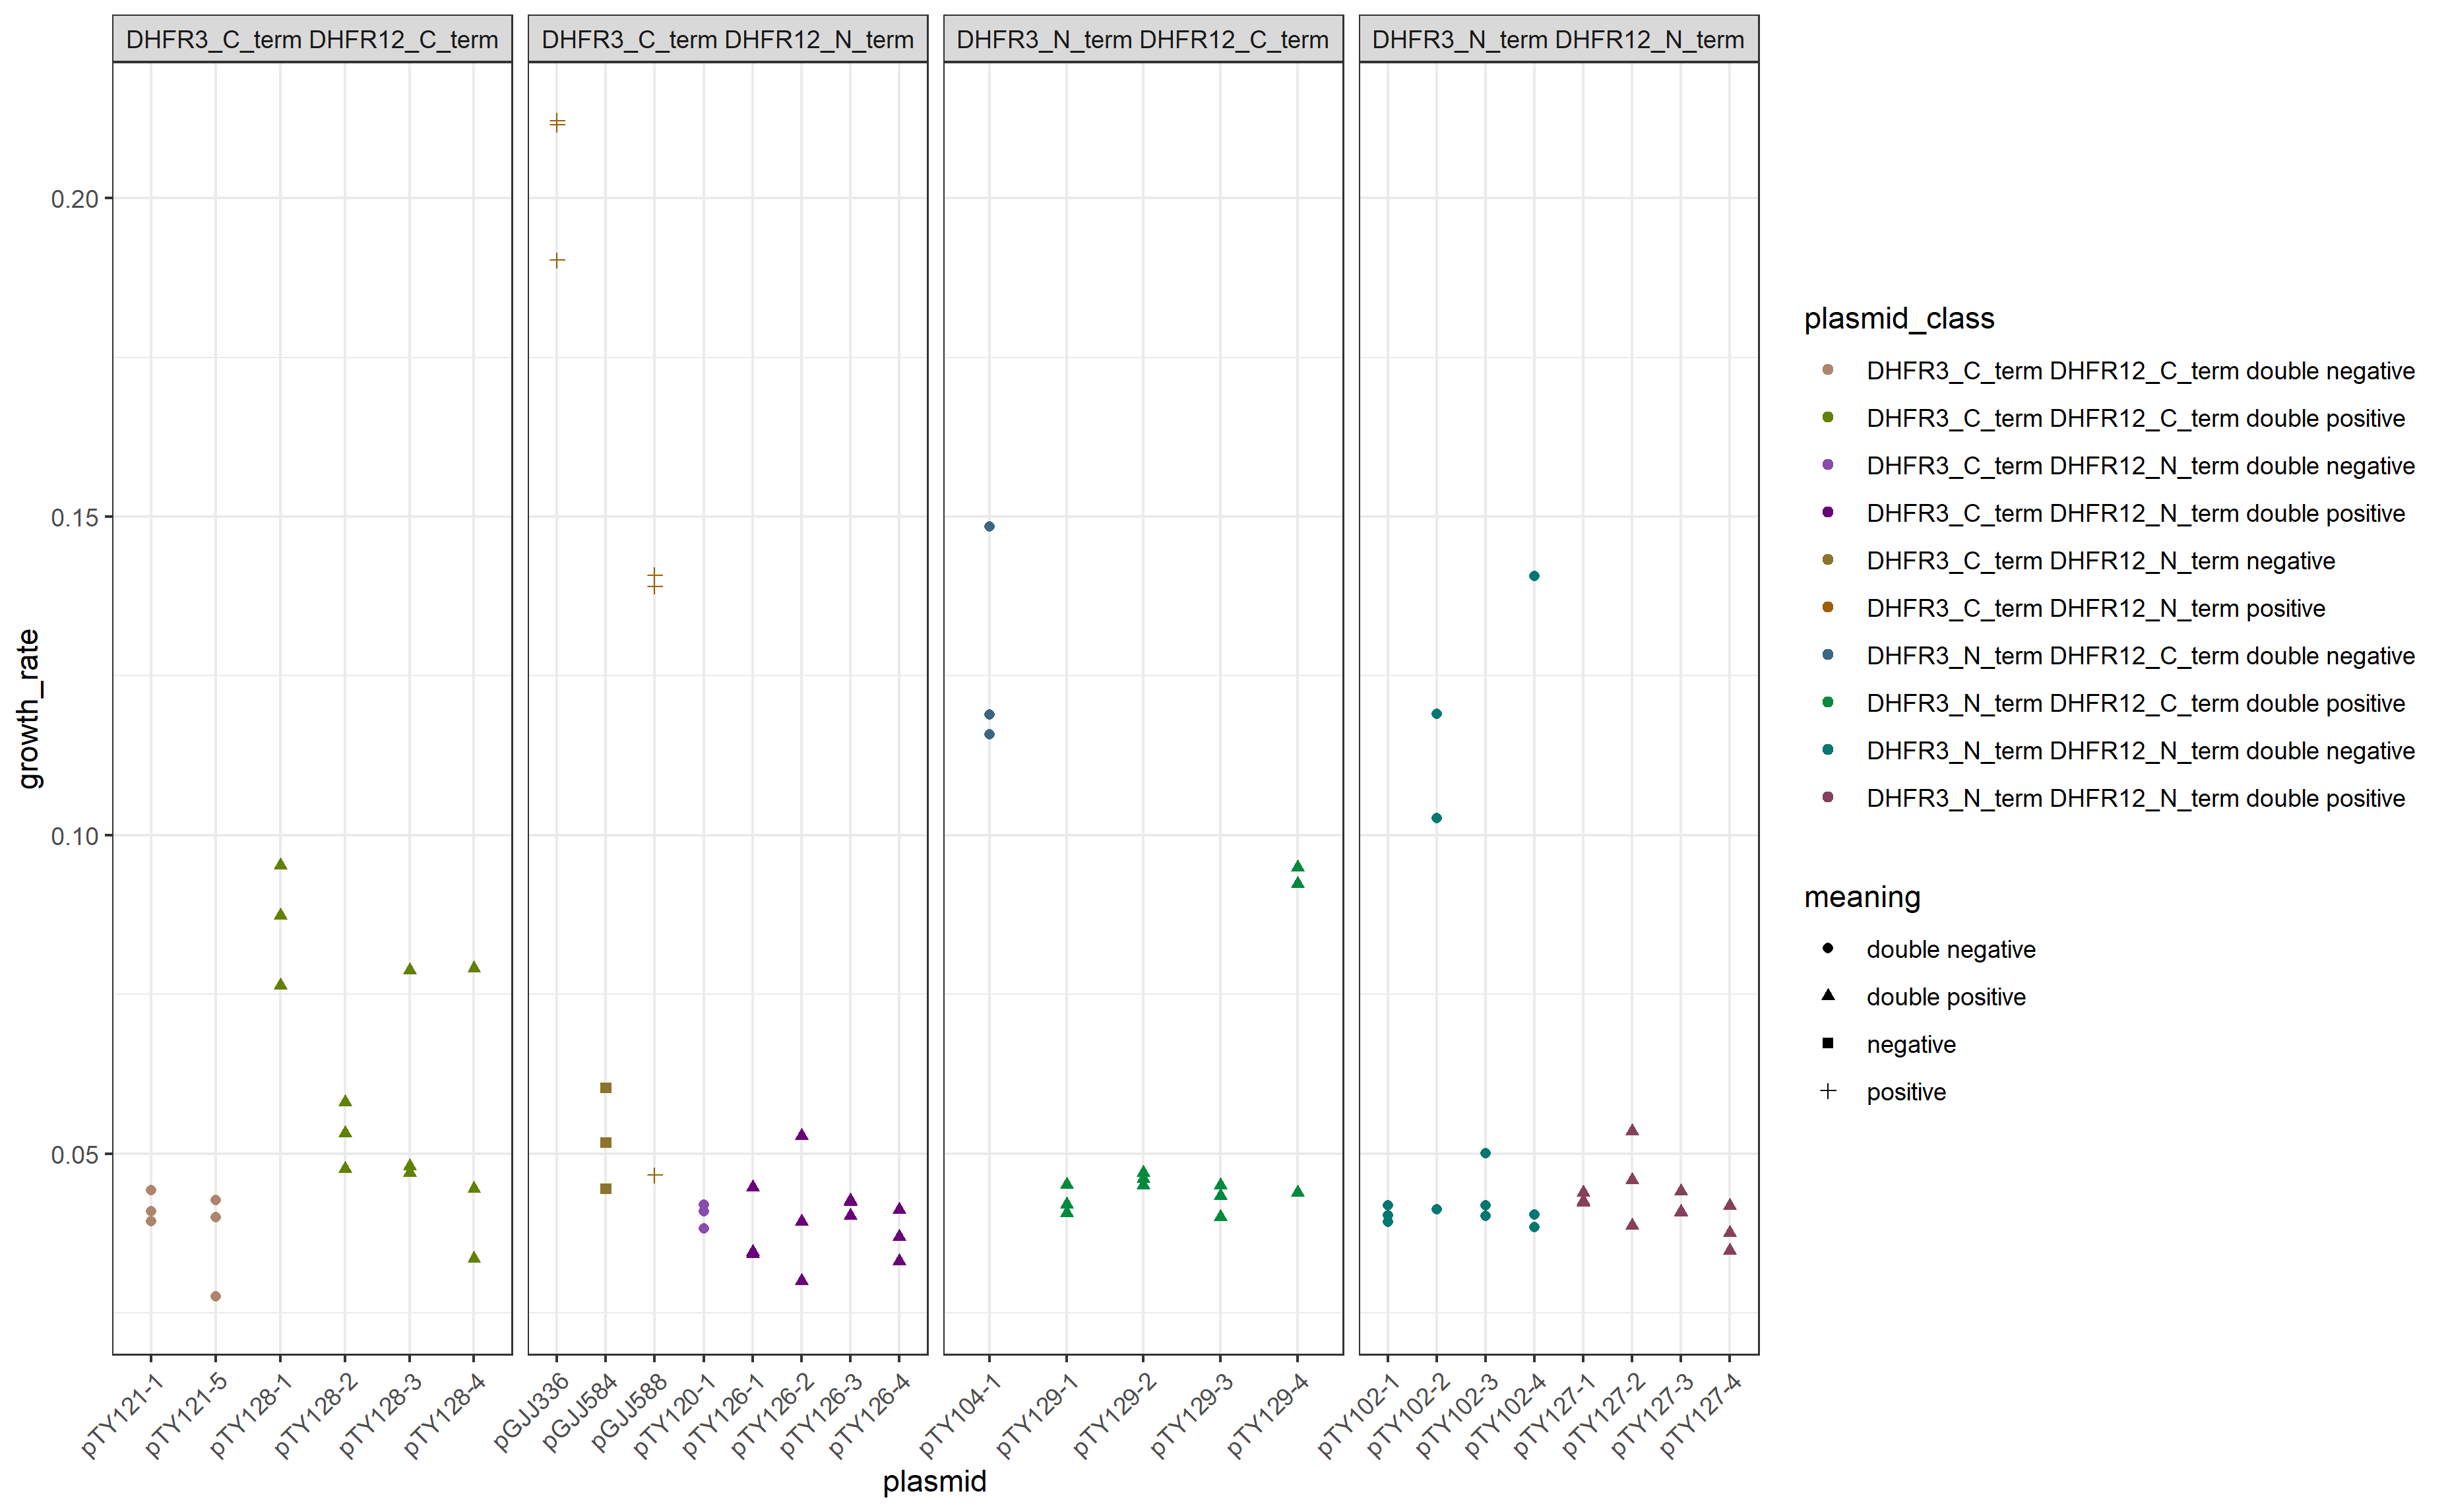 DHFR3_C_term DHFR12_C_term
DHFR3_C_term DHFR12_N_term
DHFR3_N_term DHFR12_C_term
DHFR3_N_term DHFR12_N_term
growth_rate
0.20
0.15
0.10
0.05
pTY121-1
pTY121-5
pTY128-1
pTY128-2
pTY128-3
pTY128-4
pGJJ336
pGJJ584
pGJJ588
pTY120-1
pTY126-1
pTY126-2
pTY126-3
pTY126-4
pTY104-1
pTY129-1
pTY129-2
pTY129-3
pTY129-4
pTY102-1
pTY102-2
pTY102-3
pTY102-4
pTY127-1
pTY127-2
pTY127-3
pTY127-4
plasmid
plasmid_class
DHFR3_C_term DHFR12_C_term double negative
DHFR3_C_term DHFR12_C_term double positive
DHFR3_C_term DHFR12_N_term double negative
DHFR3_C_term DHFR12_N_term double positive
DHFR3_C_term DHFR12_N_term negative
DHFR3_C_term DHFR12_N_term positive
DHFR3_N_term DHFR12_C_term double negative
DHFR3_N_term DHFR12_C_term double positive
DHFR3_N_term DHFR12_N_term double negative
DHFR3_N_term DHFR12_N_term double positive
meaning
double negative
double positive
negative
positive